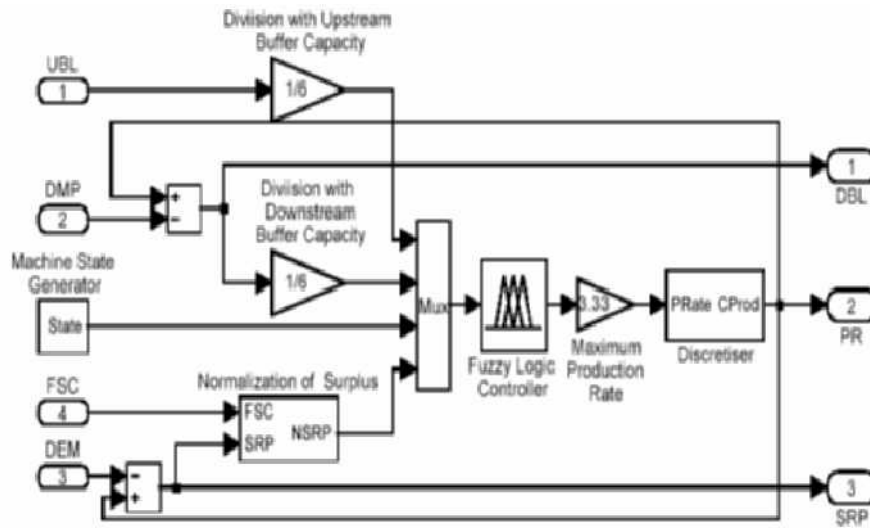 Diviision with Upstream
Buffer Capacity
UBL
1
1/6
DMP
2
+
−
Diviision with
Downstream
Buffer Capacity
1/6
1
DBL
Machine State
Generator
State
Mux
3.33
PRate CProd
2
PR
Fuzzy Logic
Controller
Maximum
Production
Rate
Discretiser
FSC
4
Normalization of Surplus
FSC
SRP
NSRP
DEM
3
−
+
3
SRP